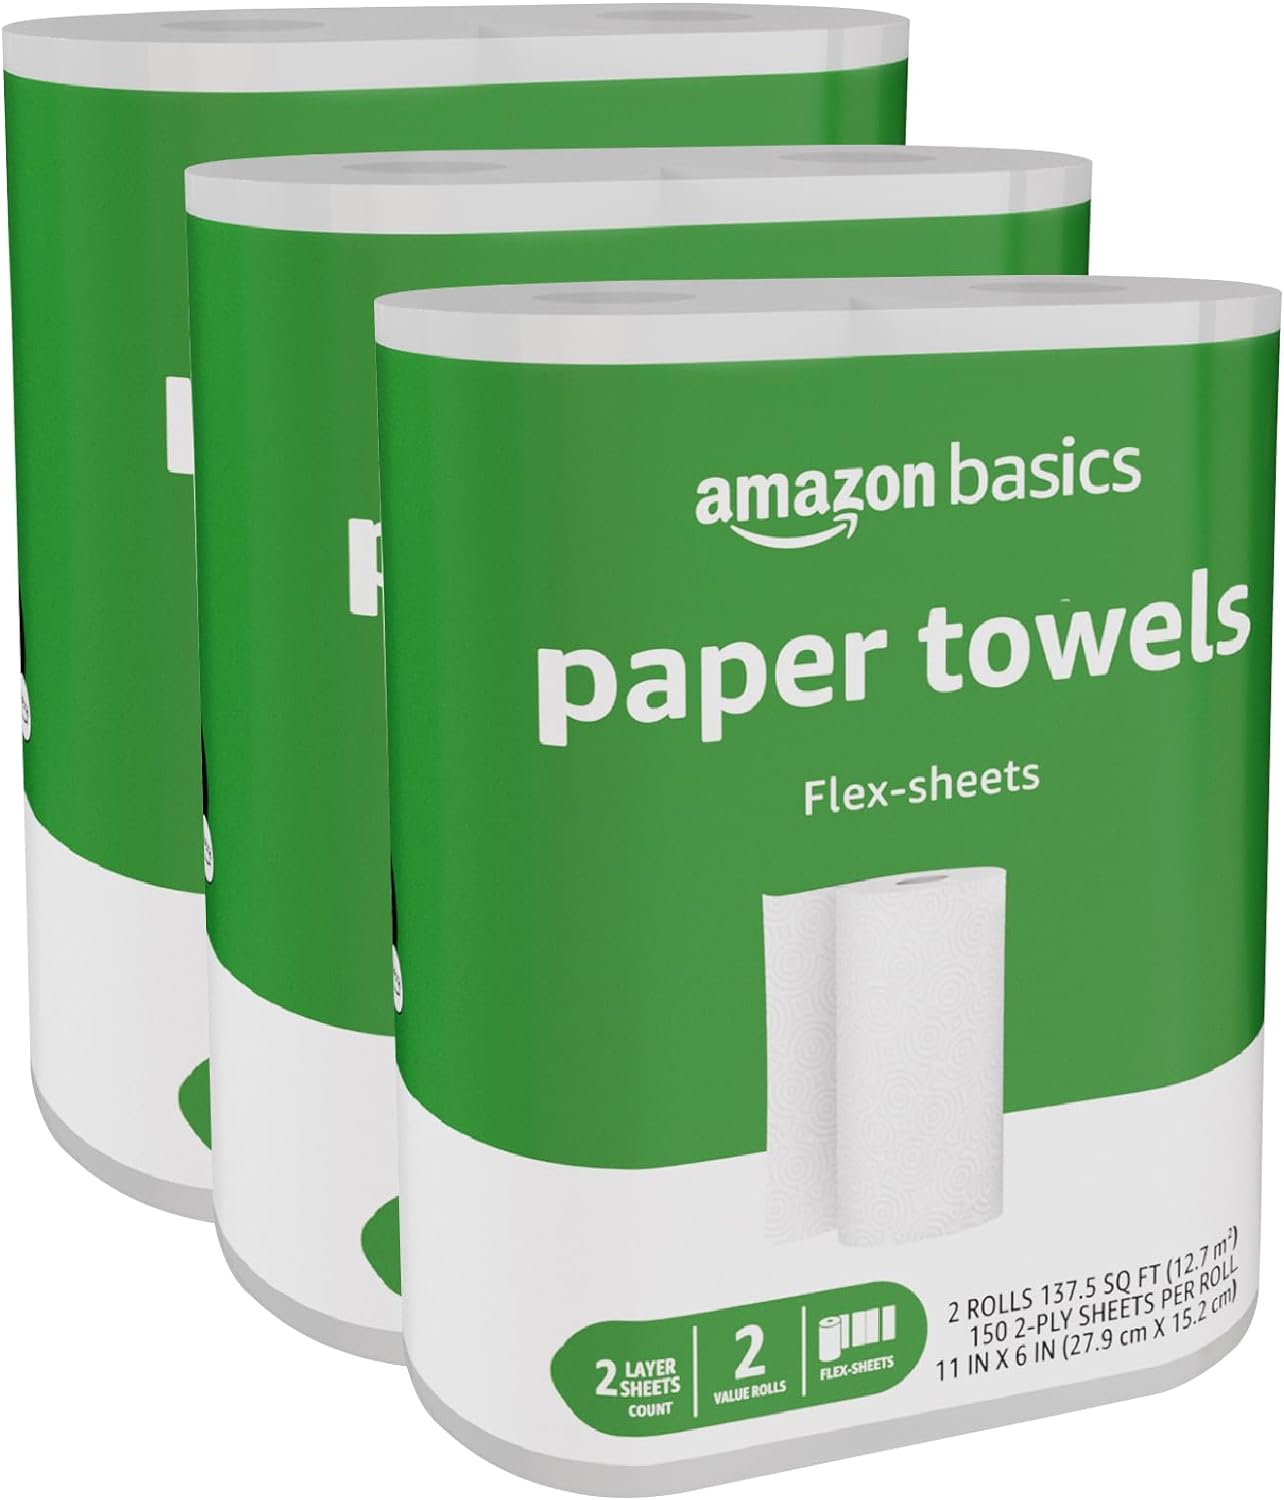 amazon basics
paper towels
Flex-sheets
2 LAYER SHEETS COUNT
2 VALUE ROLLS
FLEX-SHEETS
2 ROLLS 137.5 SQ FT (12.7 m²)
150 2-PLY SHEETS PER ROLL
11 IN X 6 IN (27.9 cm X 15.2 cm)